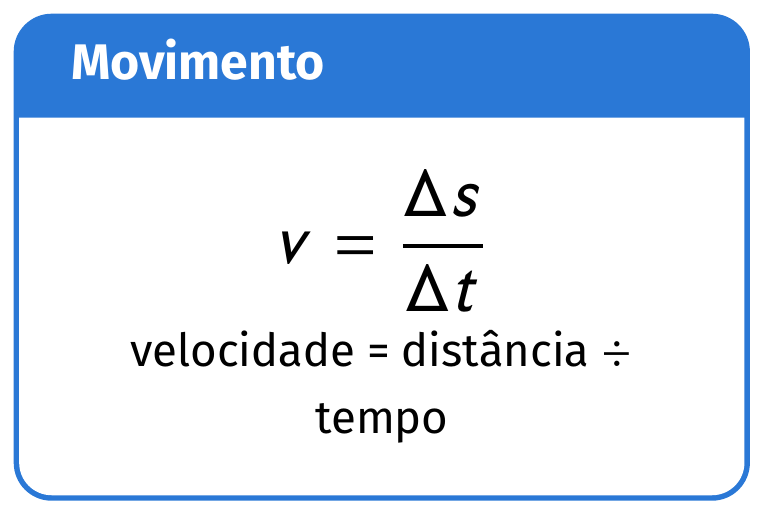 Movimento
v = Δs / Δt
velocidade = distância ÷
tempo